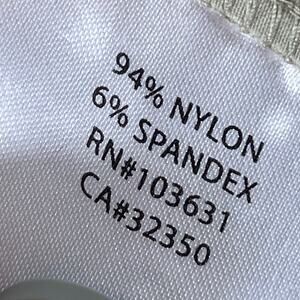 94% NYLON
6% SPANDEX
RN#103631
CA#32350